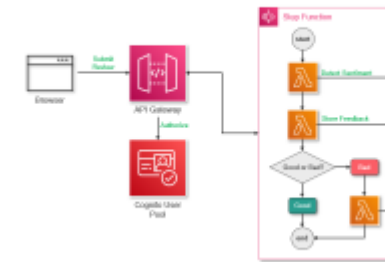 Step Function
start
Submit
Review
Detect Sentiment
Browser
API Gateway
Store Feedback
Authorize
Good or Bad?
Bad
Cognito User
Pool
Good
end